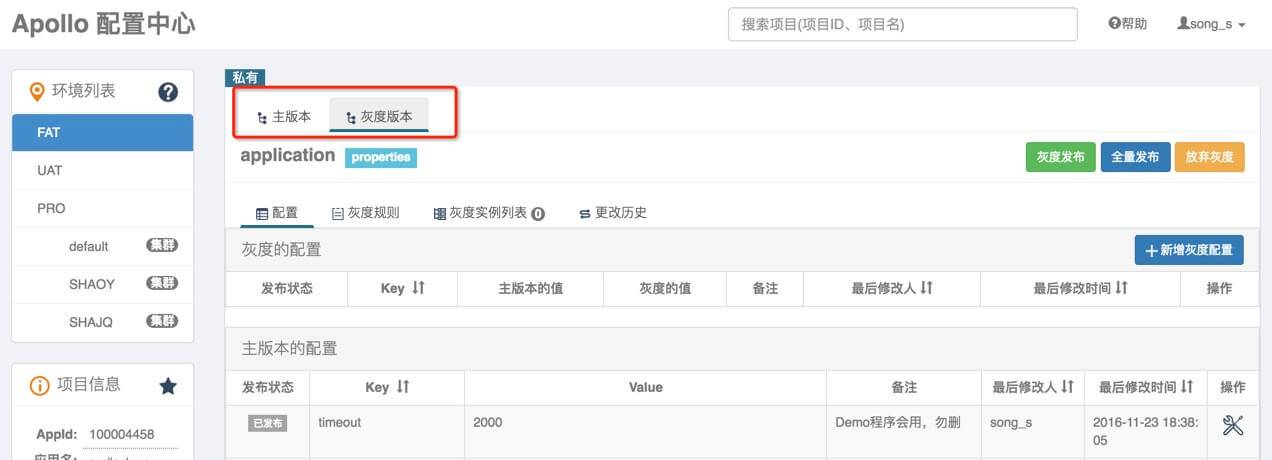 Apollo 配置中心
搜索项目(项目ID、项目名)
帮助
song_s
环境列表
FAT
UAT
PRO
default 集群
SHAOY 集群
SHAJQ 集群
项目信息
AppId: 100004458
私有
主版本 灰度版本
application properties
灰度发布 全量发布 放弃灰度
配置 灰度规则 灰度实例列表 0 更改历史
灰度的配置
新增灰度配置
发布状态 Key 主版本的值 灰度的值 备注 最后修改人 最后修改时间 操作
主版本的配置
发布状态 Key Value 备注 最后修改人 最后修改时间 操作
已发布 timeout 2000 Demo程序会用，勿删 song_s 2016-11-23 18:38:
05